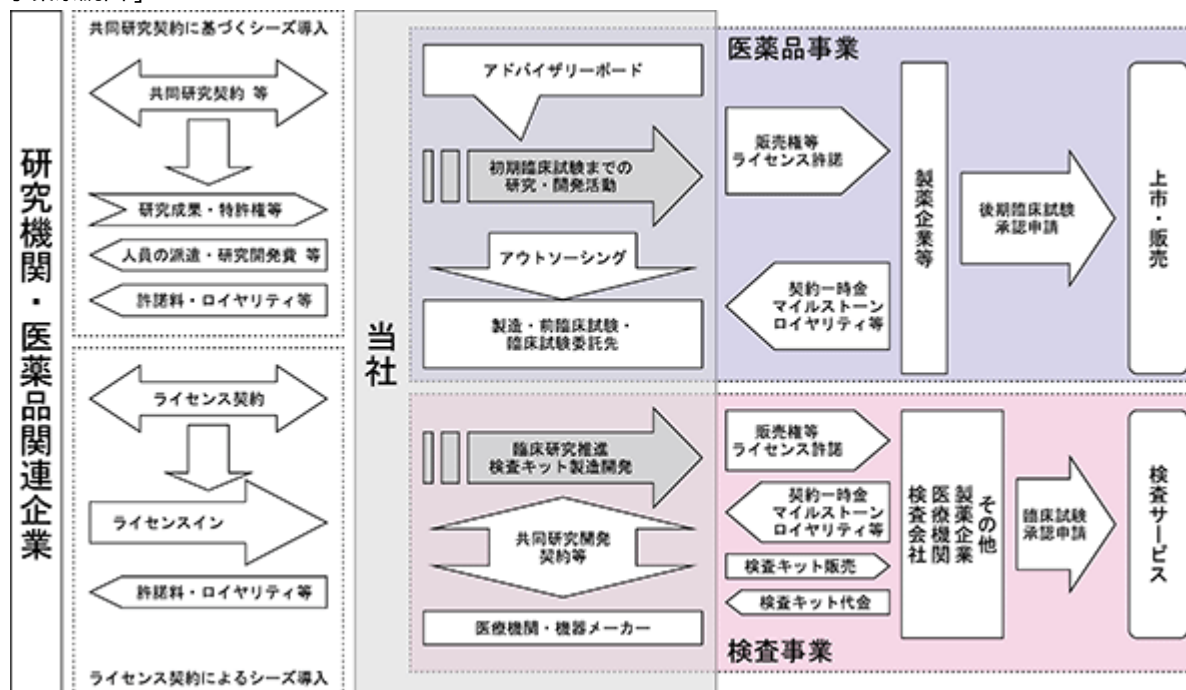 研究機関・医薬品関連企業
共同研究契約に基づくシーズ導入
共同研究契約 等
研究成果・特許権等
人員の派遣・研究開発費 等
許諾料・ロイヤリティ等
ライセンス契約
ライセンスイン
許諾料・ロイヤリティ等
ライセンス契約によるシーズ導入
当社
医薬品事業
アドバイザリーボード
初期臨床試験までの
研究・開発活動
アウトソーシング
製造・前臨床試験・
臨床試験委託先
販売権等
ライセンス許諾
契約一時金
マイルストーン
ロイヤリティ等
製薬企業等
後期臨床試験
承認申請
上市・販売
臨床研究推進
検査キット製造開発
共同研究開発
契約等
医療機関・機器メーカー
販売権等
ライセンス許諾
契約一時金
マイルストーン
ロイヤリティ等
検査キット販売
検査キット代金
その他
製薬企業
医療機関
検査会社
臨床試験
承認申請
検査サービス
検査事業